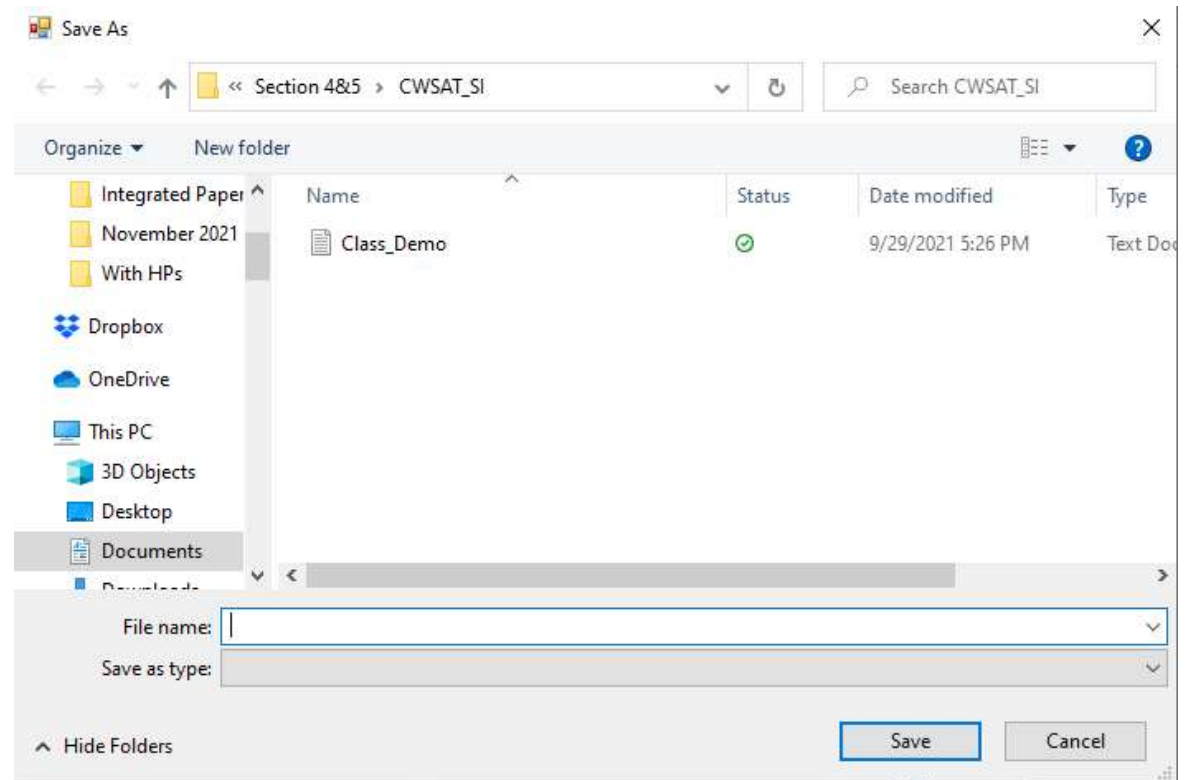 Save As
« Section 4&5 › CWSAT_SI
Search CWSAT_SI
Organize New folder
Integrated Paper
November 2021
With HPs
Dropbox
OneDrive
This PC
3D Objects
Desktop
Documents
Name Status Date modified Type
Class_Demo 9/29/2021 5:26 PM Text Doc
File name:
Save as type:
Hide Folders
Save Cancel